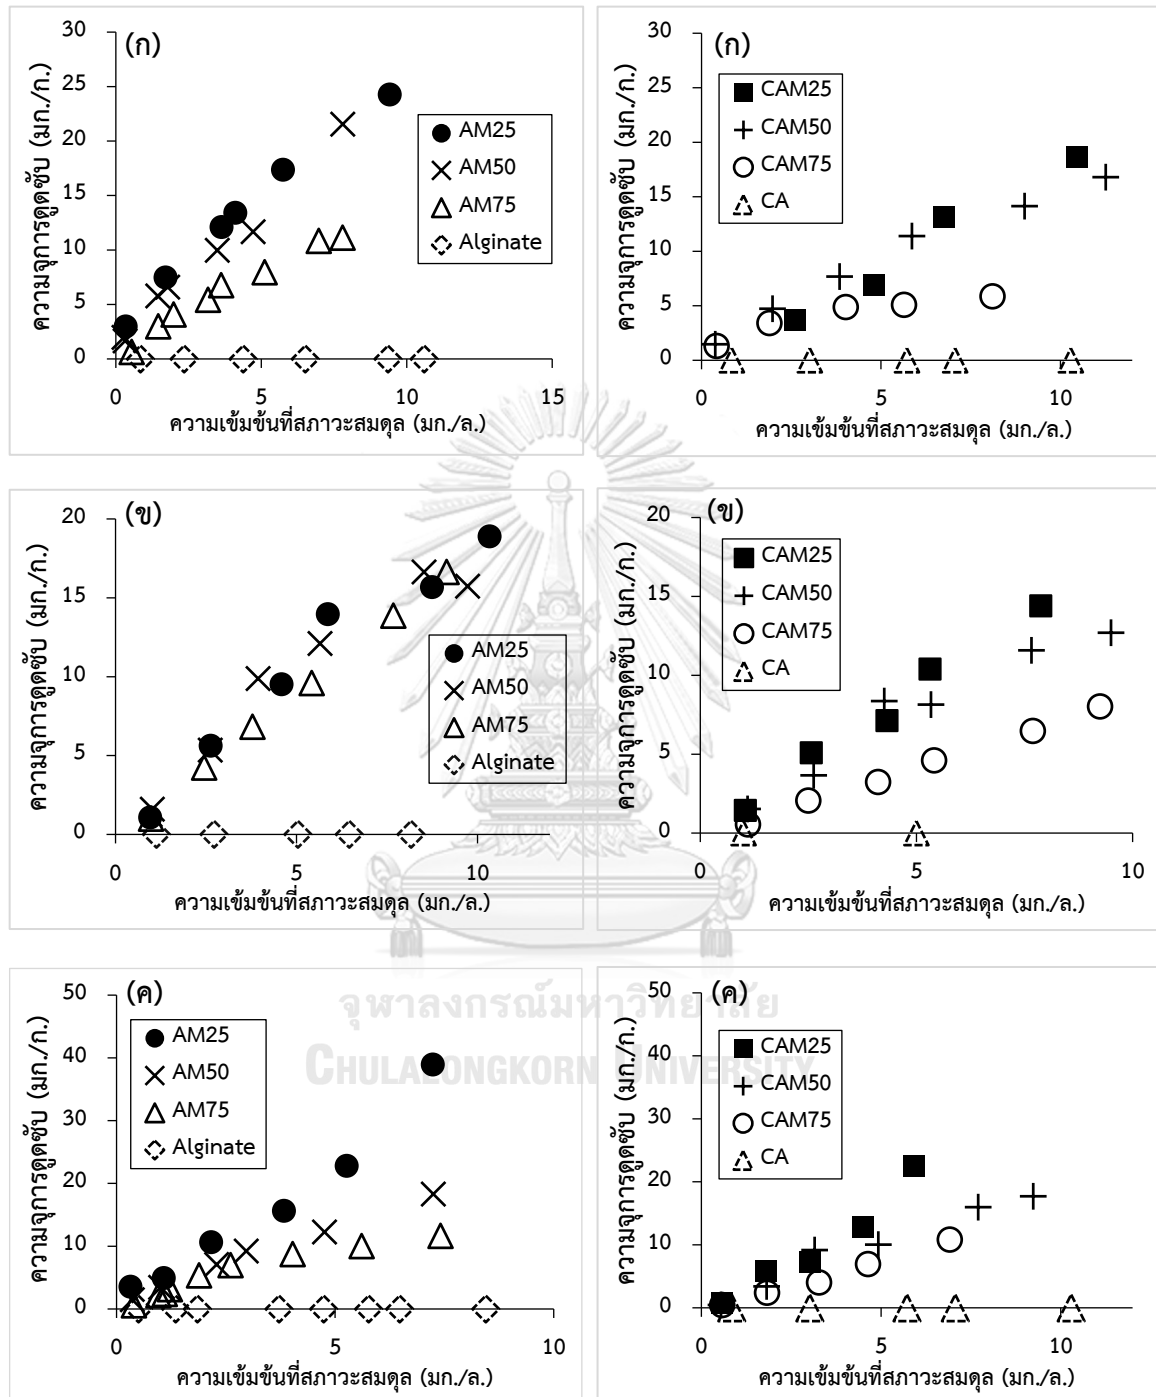 (ก)
ความจุการดูดซับ (มก./ก.)
30
25
20
15
10
5
0
0 5 10 15
ความเข้มข้นที่สภาวะสมดุล (มก./ล.)
AM25
AM50
AM75
Alginate
(ก)
ความจุการดูดซับ (มก./ก.)
30
25
20
15
10
5
0
0 5 10
ความเข้มข้นที่สภาวะสมดุล (มก./ล.)
CAM25
CAM50
CAM75
CA
(ข)
ความจุการดูดซับ (มก./ก.)
20
15
10
5
0
0 5 10
ความเข้มข้นที่สภาวะสมดุล (มก./ล.)
AM25
AM50
AM75
Alginate
(ข)
ความจุการดูดซับ (มก./ก.)
20
15
10
5
0
0 5 10
ความเข้มข้นที่สภาวะสมดุล (มก./ล.)
CAM25
CAM50
CAM75
CA
จุฬาลงกรณ์มหาวิทยาลัย
CHULALONGKORN UNIVERSITY
(ค)
ความจุการดูดซับ (มก./ก.)
50
40
30
20
10
0
0 5 10
ความเข้มข้นที่สภาวะสมดุล (มก./ล.)
AM25
AM50
AM75
Alginate
(ค)
ความจุการดูดซับ (มก./ก.)
50
40
30
20
10
0
0 5 10
ความเข้มข้นที่สภาวะสมดุล (มก./ล.)
CAM25
CAM50
CAM75
CA